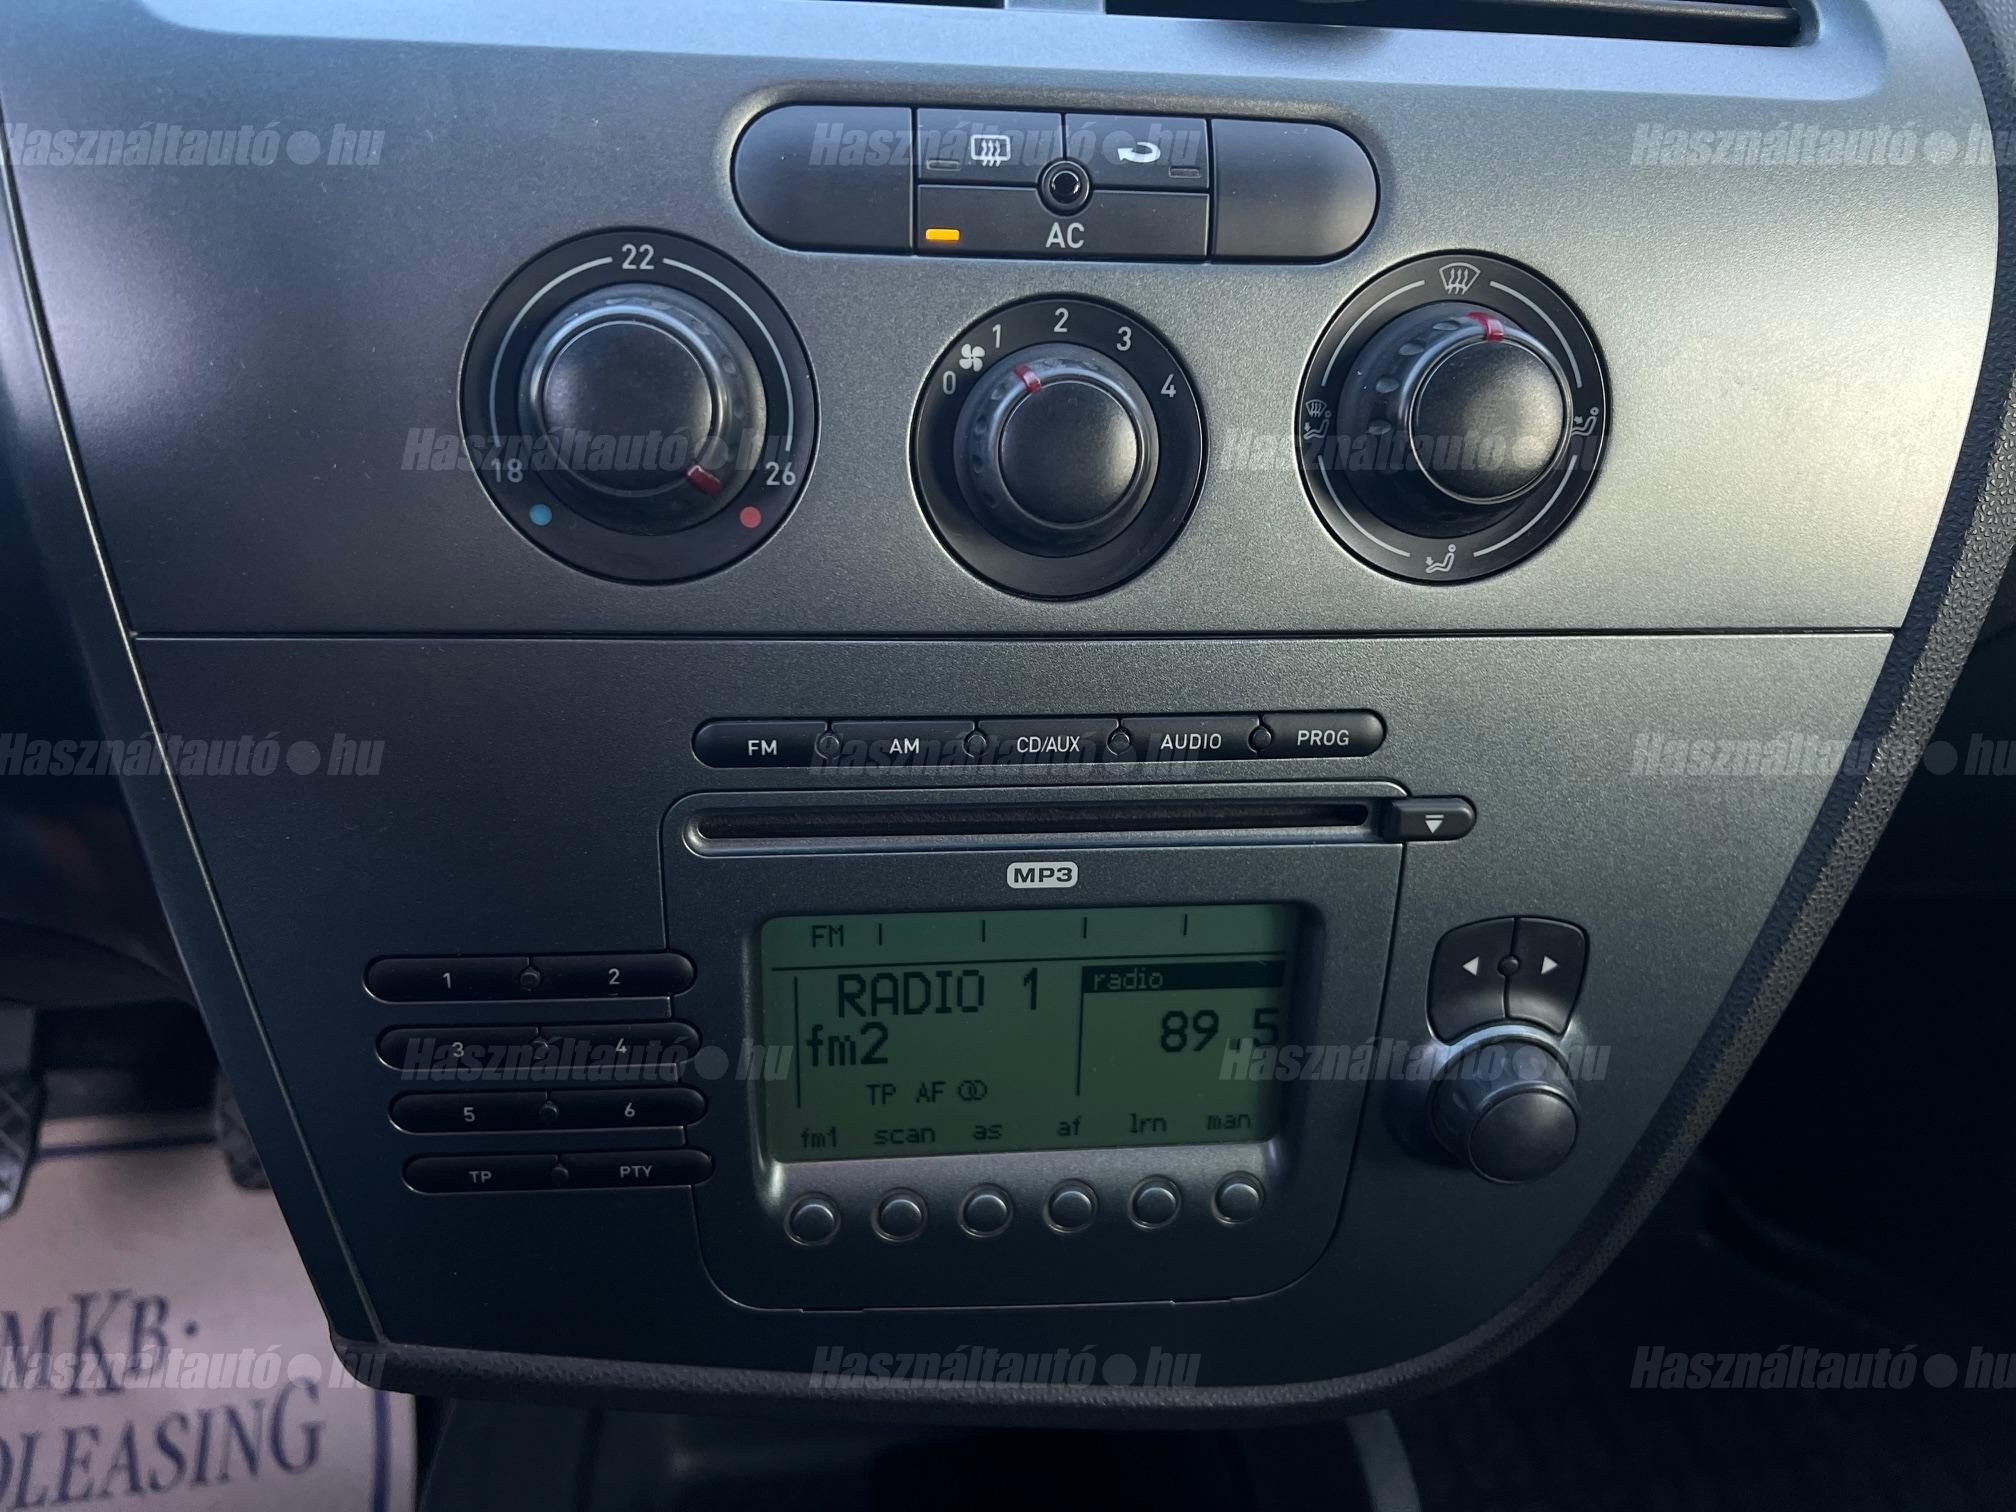 Használtautó.hu Használtautó.hu Használtautó.hu
AC
22
18 26
0 1 2 3 4
Használtautó.hu Használtautó.hu
FM AM CD/AUX AUDIO PROG
Használtautó.hu Használtautó.hu
MP3
FM
RADIO 1 radio
fm2 89.5
TP AF
fm1 scan as af lrn man
1 2
3 4
Használtautó.hu Használtautó.hu
5 6
TP PTY
MKB.
LEASING
Használtautó.hu Használtautó.hu Használtautó.hu